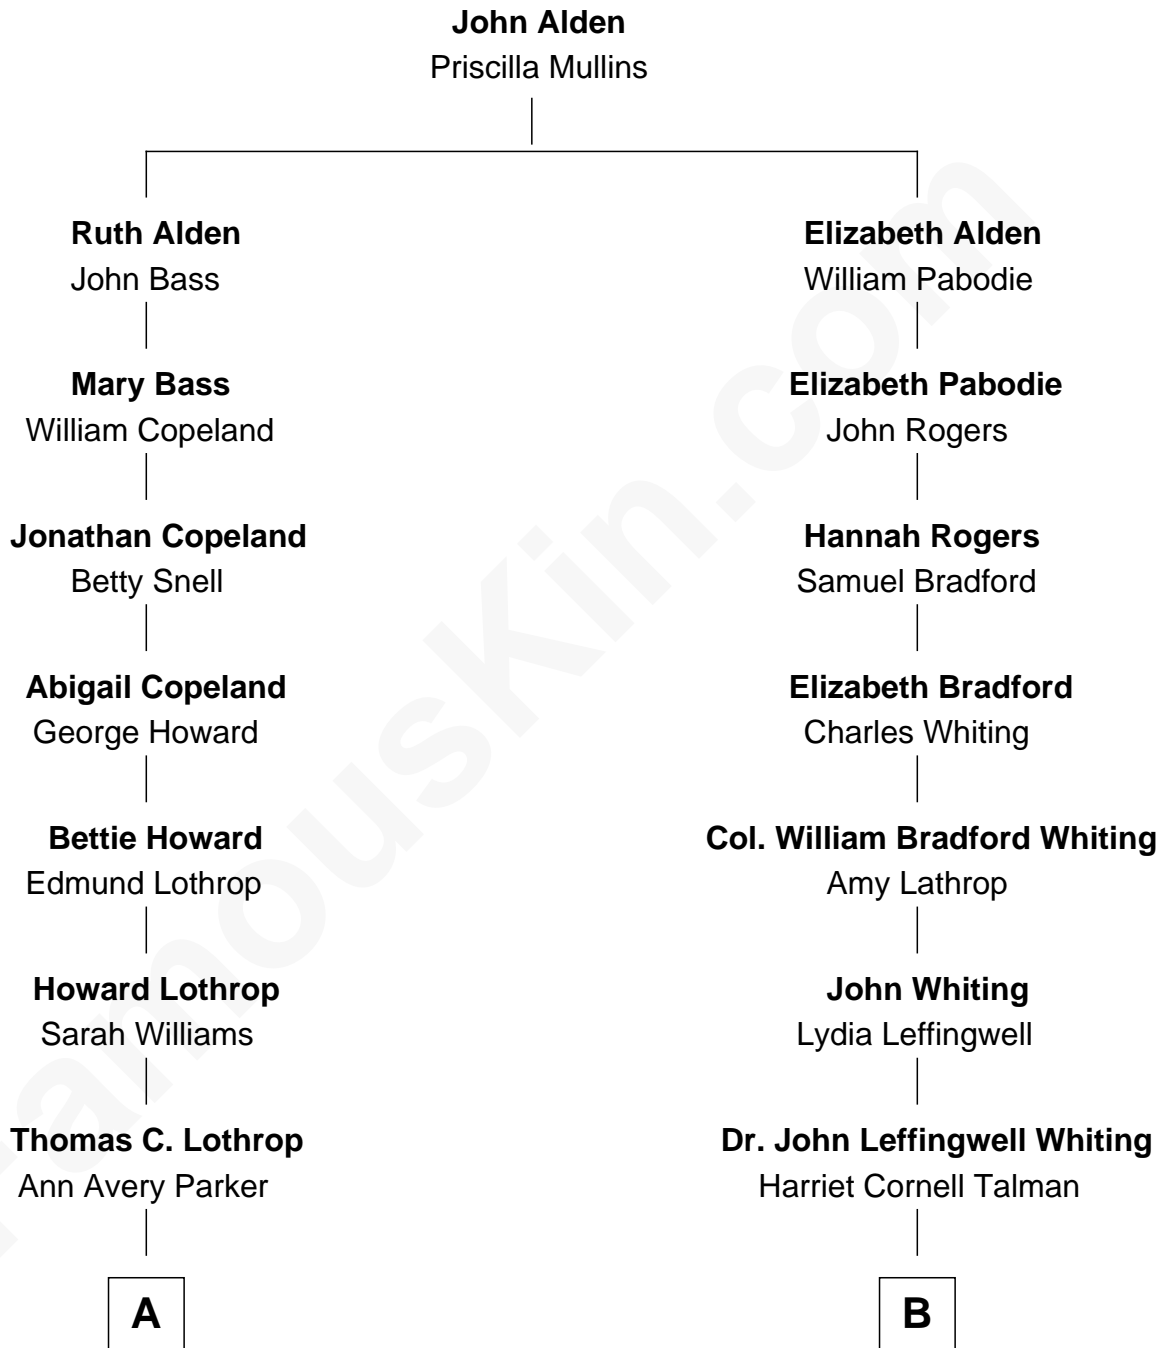 John Alden
Priscilla Mullins
Ruth Alden
John Bass
Mary Bass
William Copeland
Jonathan Copeland
Betty Snell
Abigail Copeland
George Howard
Bettie Howard
Edmund Lothrop
Howard Lothrop
Sarah Williams
Thomas C. Lothrop
Ann Avery Parker
A
Elizabeth Alden
William Pabodie
Elizabeth Pabodie
John Rogers
Hannah Rogers
Samuel Bradford
Elizabeth Bradford
Charles Whiting
Col. William Bradford Whiting
Amy Lathrop
John Whiting
Lydia Leffingwell
Dr. John Leffingwell Whiting
Harriet Cornell Talman
B
FamousKin.com